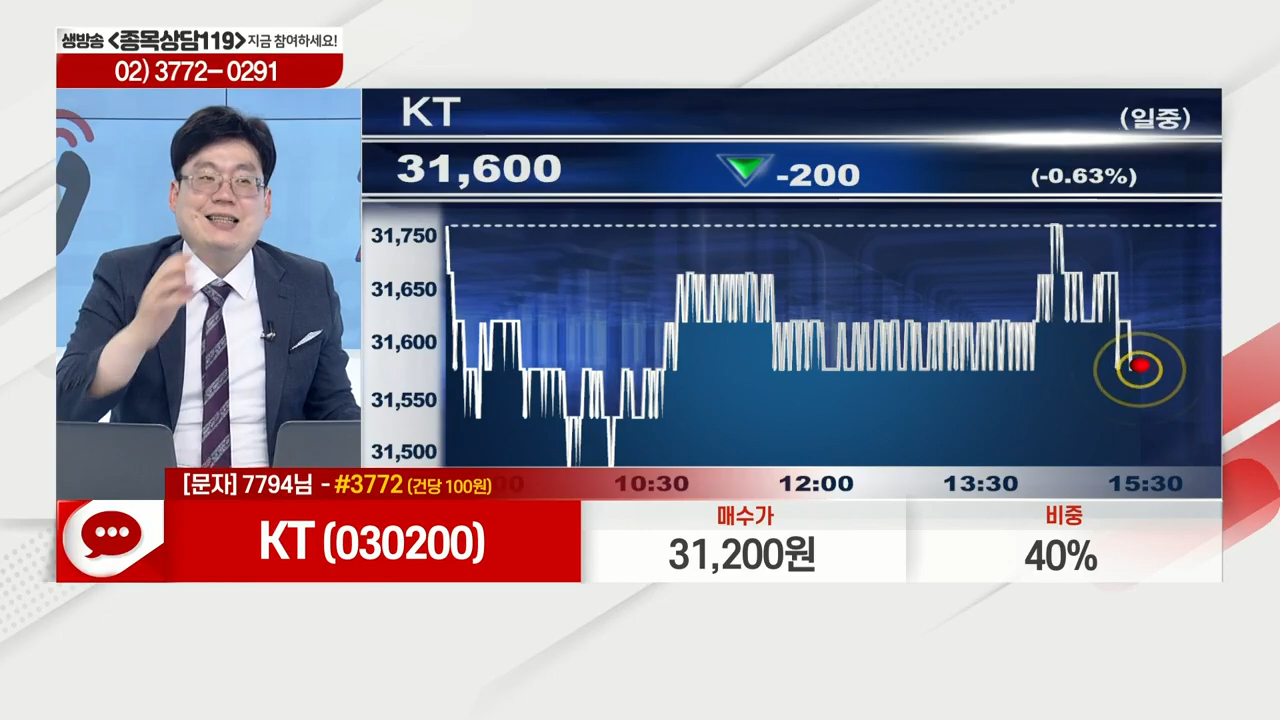 생방송 <종목상담119> 지금 참여하세요!
02) 3772-0291
KT
(일중)
31,600
-200
(-0.63%)
31,750
31,650
31,600
31,550
31,500
10:30
12:00
13:30
15:30
[문자] 7794님 - #3772 (건당 100원)
KT (030200)
매수가
31,200원
비중
40%